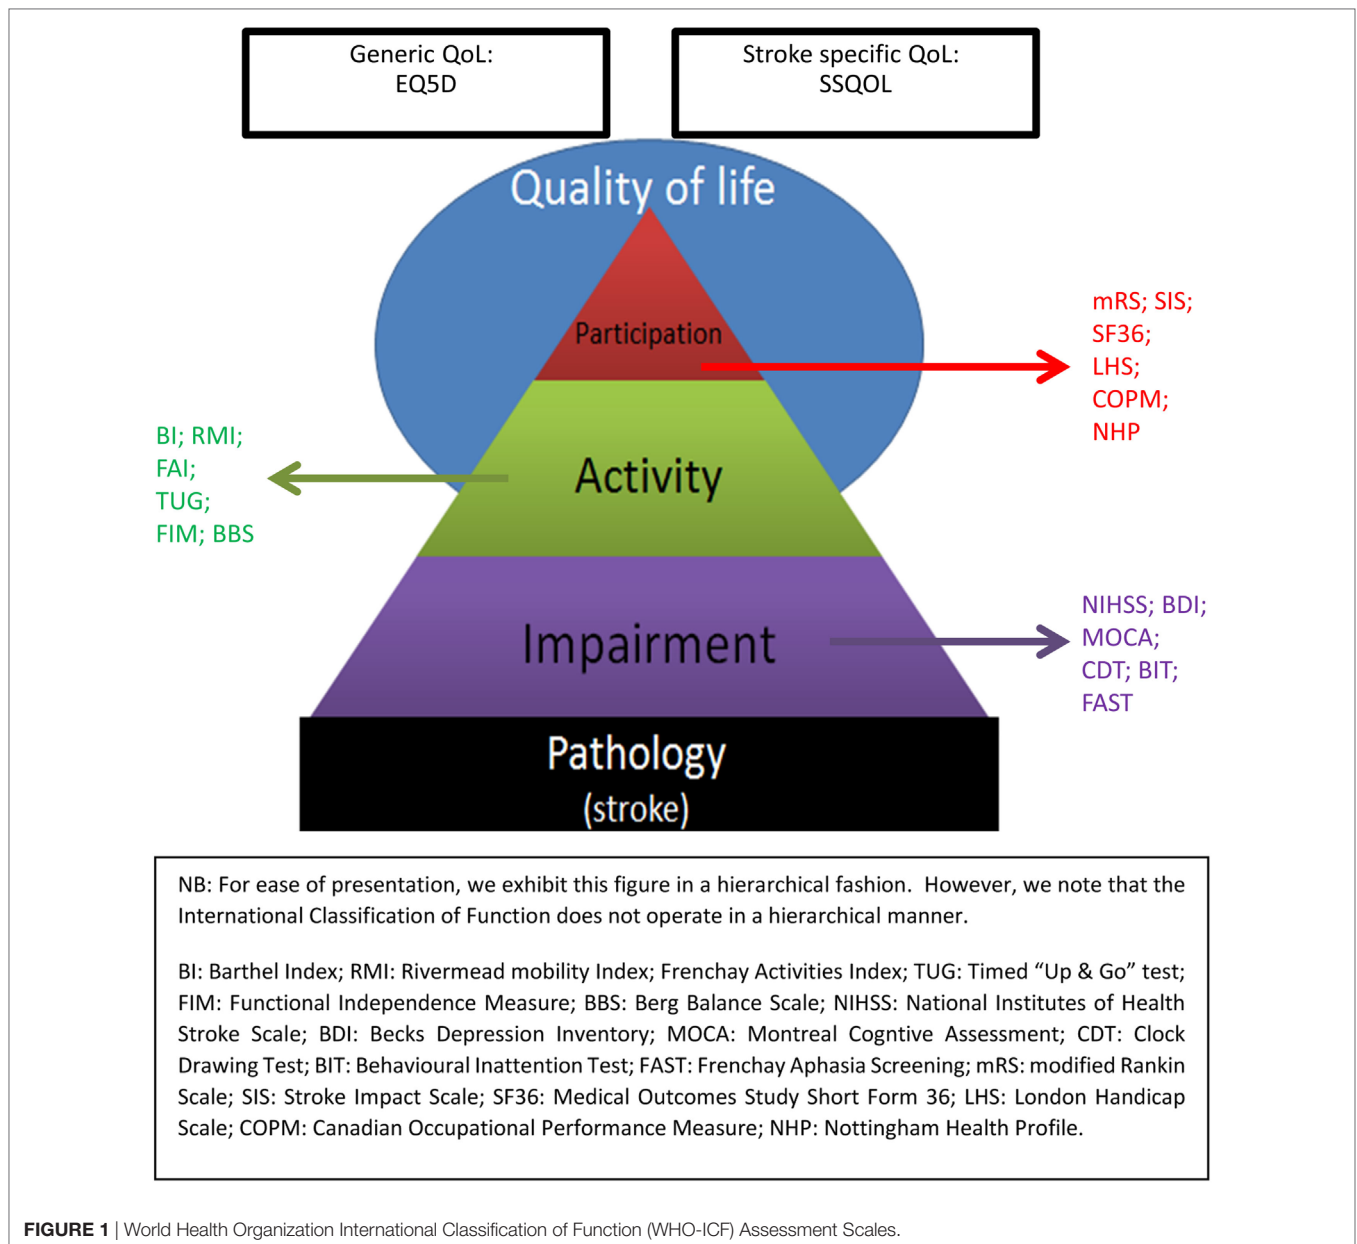 Generic QoL:
EQ5D
Stroke specific QoL:
SSQOL
Quality of life
Participation
mRS; SIS;
SF36;
LHS;
COPM;
NHP
BI; RMI;
FAI;
TUG;
FIM; BBS
Activity
Impairment
NIHSS; BDI;
MOCA;
CDT; BIT;
FAST
Pathology
(stroke)
NB: For ease of presentation, we exhibit this figure in a hierarchical fashion. However, we note that the
International Classification of Function does not operate in a hierarchical manner.
BI: Barthel Index; RMI: Rivermead mobility Index; Frenchay Activities Index; TUG: Timed “Up & Go” test;
FIM: Functional Independence Measure; BBS: Berg Balance Scale; NIHSS: National Institutes of Health
Stroke Scale; BDI: Becks Depression Inventory; MOCA: Montreal Cogntive Assessment; CDT: Clock
Drawing Test; BIT: Behavioural Inattention Test; FAST: Frenchay Aphasia Screening; mRS: modified Rankin
Scale; SIS: Stroke Impact Scale; SF36: Medical Outcomes Study Short Form 36; LHS: London Handicap
Scale; COPM: Canadian Occupational Performance Measure; NHP: Nottingham Health Profile.
FIGURE 1 | World Health Organization International Classification of Function (WHO-ICF) Assessment Scales.